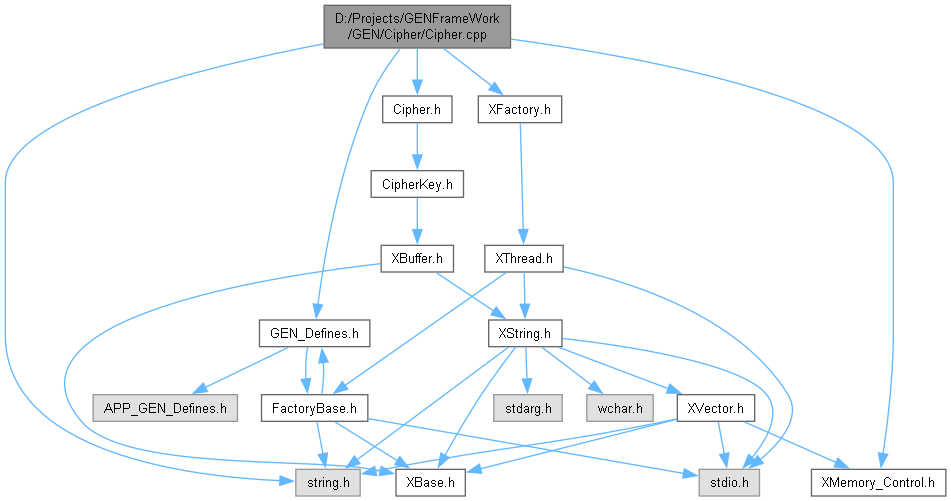 D:/Projects/GENFrameWork
/GEN/Cipher/Cipher.cpp
Cipher.h
XFactory.h
CipherKey.h
XBuffer.h
XThread.h
GEN_Defines.h
XString.h
APP_GEN_Defines.h
FactoryBase.h
stdarg.h
wchar.h
XVector.h
string.h
XBase.h
stdio.h
XMemory_Control.h